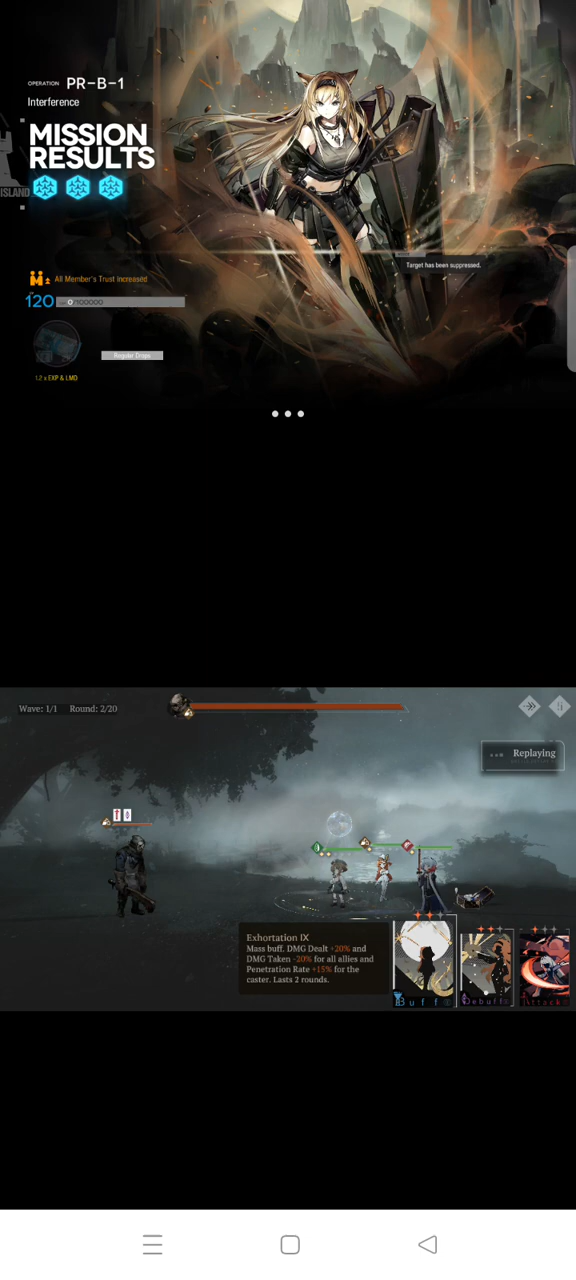 OPERATION PR-B-1
Interference
MISSION
RESULTS
ISLAND
All Member's Trust Increased
120
/100000
Target has been suppressed.
Regular Drops
1.2 x EXP & LMD
Wave: 1/1 Round: 2/20
Replaying
Exhortation IX
Mass buff. DMG Dealt +20% and
DMG Taken -20% for all allies and
Penetration Rate +15% for the
caster. Lasts 2 rounds.
Buff
Debuff
Attack